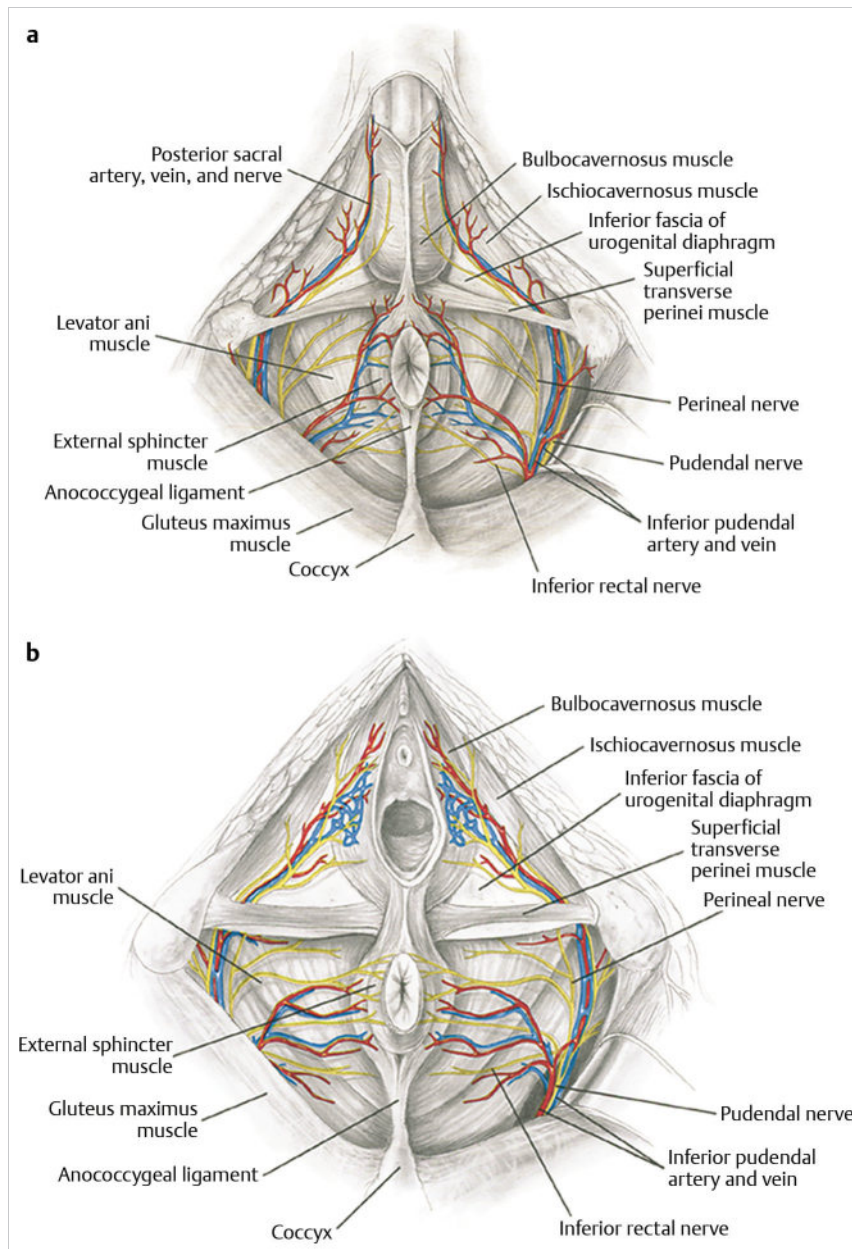 a
Posterior sacral
artery, vein, and nerve
Levator ani
muscle
External sphincter
muscle
Anococcygeal ligament
Gluteus maximus
muscle
Coccyx
Bulbocavernosus muscle
Ischiocavernosus muscle
Inferior fascia of
urogenital diaphragm
Superficial
transverse
perinei muscle
Perineal nerve
Pudendal nerve
Inferior pudendal
artery and vein
Inferior rectal nerve
b
Levator ani
muscle
External sphincter
muscle
Gluteus maximus
muscle
Anococcygeal ligament
Coccyx
Bulbocavernosus muscle
Ischiocavernosus muscle
Inferior fascia of
urogenital diaphragm
Superficial
transverse
perinei muscle
Perineal nerve
Pudendal nerve
Inferior pudendal
artery and vein
Inferior rectal nerve